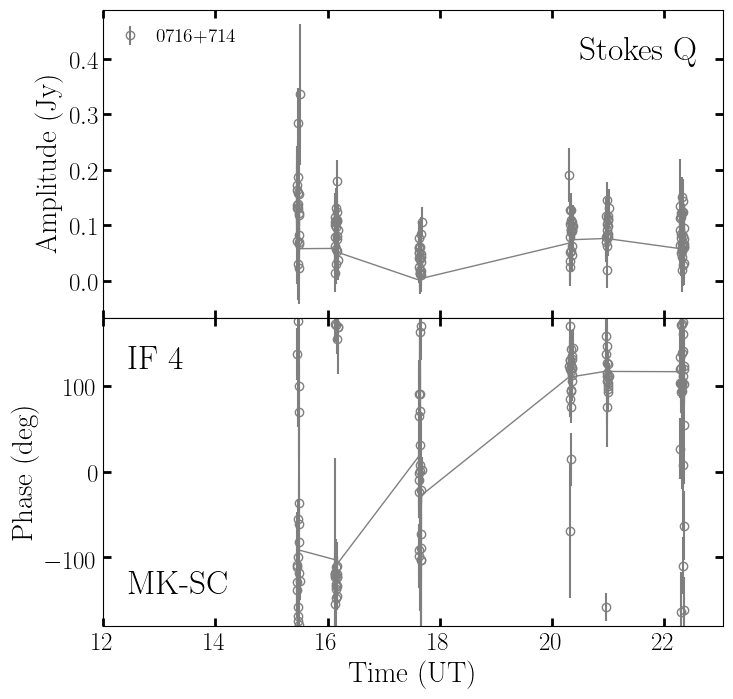 0716+714
Stokes Q
0.4
0.3
0.2
0.1
0.0
Amplitude (Jy)
IF 4
100
0
−100
Phase (deg)
MK-SC
12 14 16 18 20 22
Time (UT)